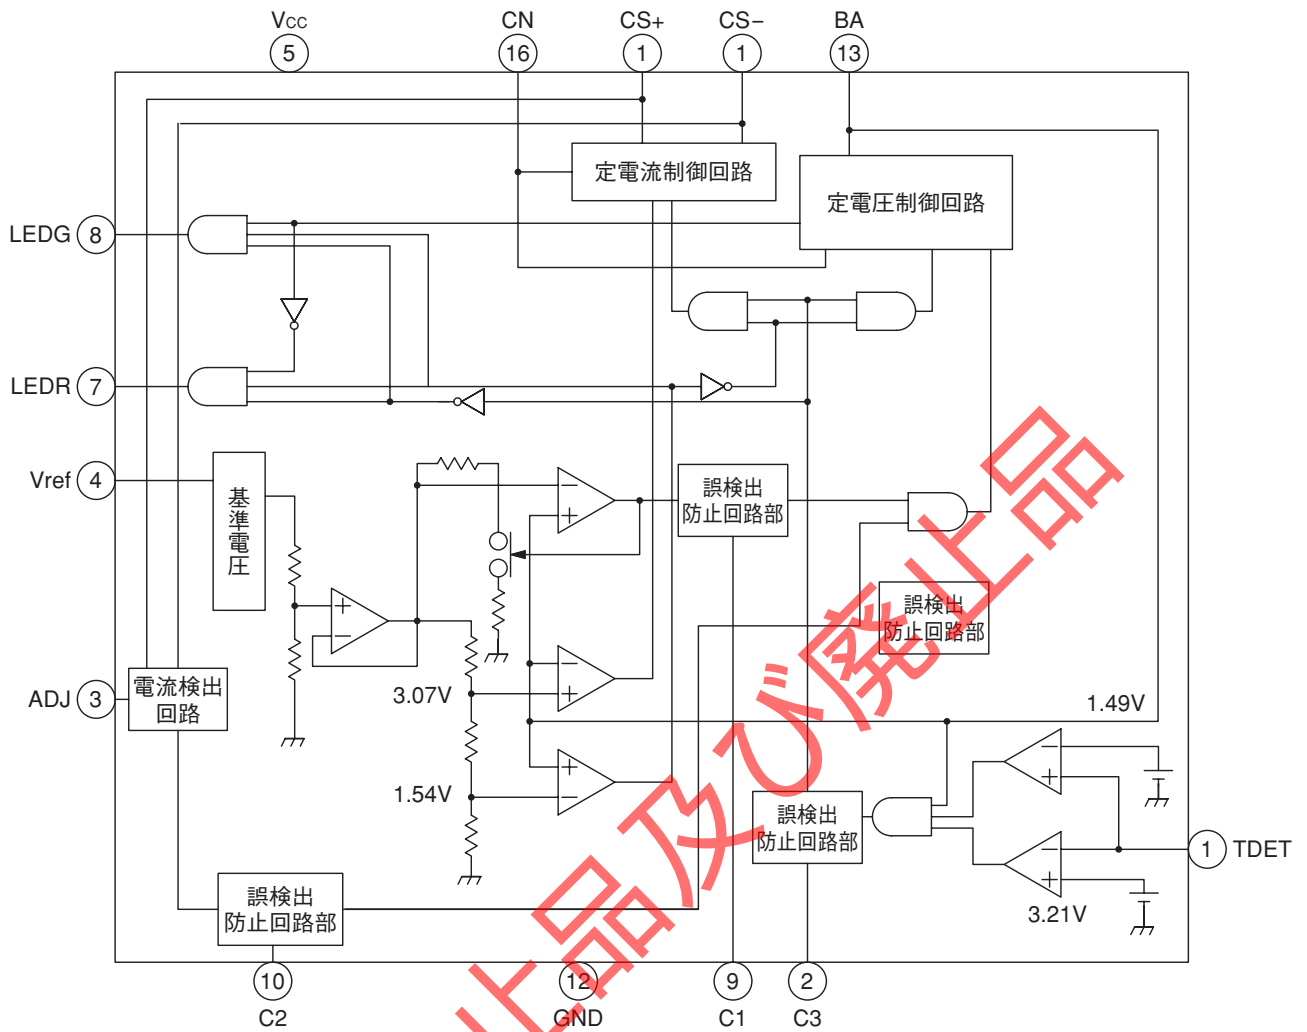 VCC
5
CN
16
CS+
1
CS−
1
BA
13
定電流制御回路
定電圧制御回路
LEDG 8
LEDR 7
Vref 4
基準電圧
誤検出
防止回路部
誤検出
防止回路部
ADJ 3
電流検出
回路
3.07V
1.54V
1.49V
誤検出
防止回路部
1 TDET
3.21V
誤検出
防止回路部
10
C2
12
GND
9
C1
2
C3
止品及び廃止品